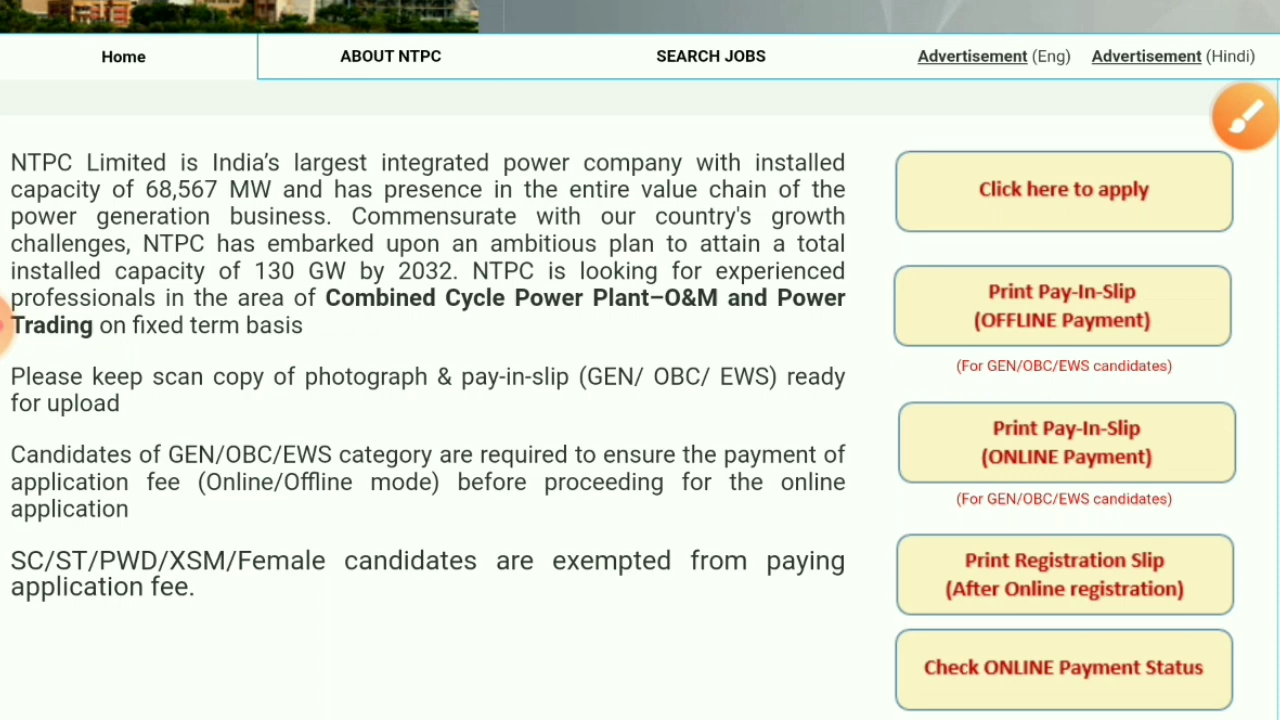 Home
ABOUT NTPC
SEARCH JOBS
Advertisement (Eng)
Advertisement (Hindi)
NTPC Limited is India’s largest integrated power company with installed
capacity of 68,567 MW and has presence in the entire value chain of the
power generation business. Commensurate with our country's growth
challenges, NTPC has embarked upon an ambitious plan to attain a total
installed capacity of 130 GW by 2032. NTPC is looking for experienced
professionals in the area of Combined Cycle Power Plant–O&M and Power
Trading on fixed term basis
Please keep scan copy of photograph & pay-in-slip (GEN/ OBC/ EWS) ready
for upload
Candidates of GEN/OBC/EWS category are required to ensure the payment of
application fee (Online/Offline mode) before proceeding for the online
application
SC/ST/PWD/XSM/Female candidates are exempted from paying
application fee.
Click here to apply
Print Pay-In-Slip
(OFFLINE Payment)
(For GEN/OBC/EWS candidates)
Print Pay-In-Slip
(ONLINE Payment)
(For GEN/OBC/EWS candidates)
Print Registration Slip
(After Online registration)
Check ONLINE Payment Status